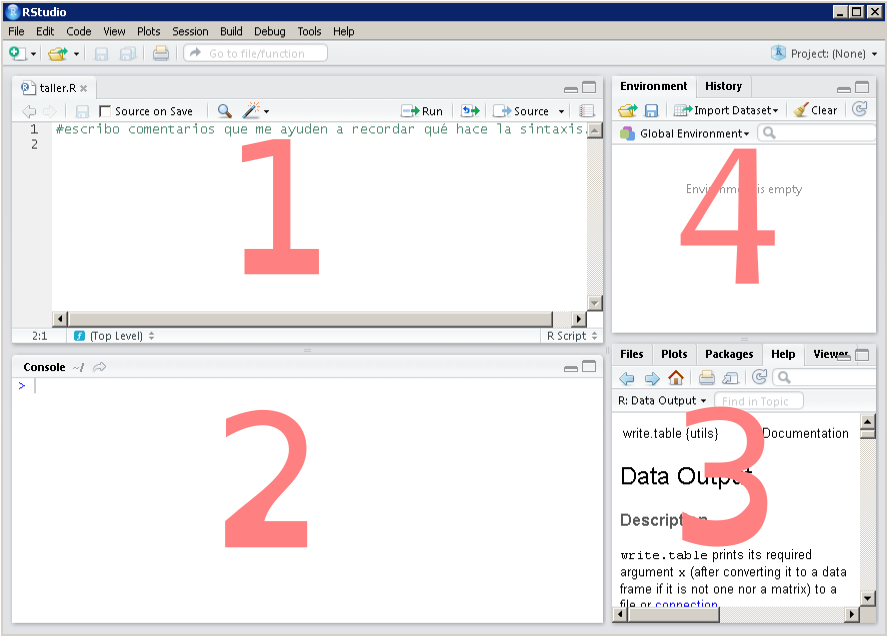 RStudio
File Edit Code View Plots Session Build Debug Tools Help
Go to file/function Project: (None)
taller.R
Source on Save Run Source
1 #escribo comentarios que me ayuden a recordar qué hace la sintaxis.
2
1
2:1 (Top Level) R Script
Console ~/
>
2
Environment History
Import Dataset Clear
Global Environment
Environment is empty
4
Files Plots Packages Help Viewer
R: Data Output Find in Topic
write.table {utils} Documentation
Data Output
Description
write.table prints its required
argument x (after converting it to a data
frame if it is not one nor a matrix) to a
file or connection.
3